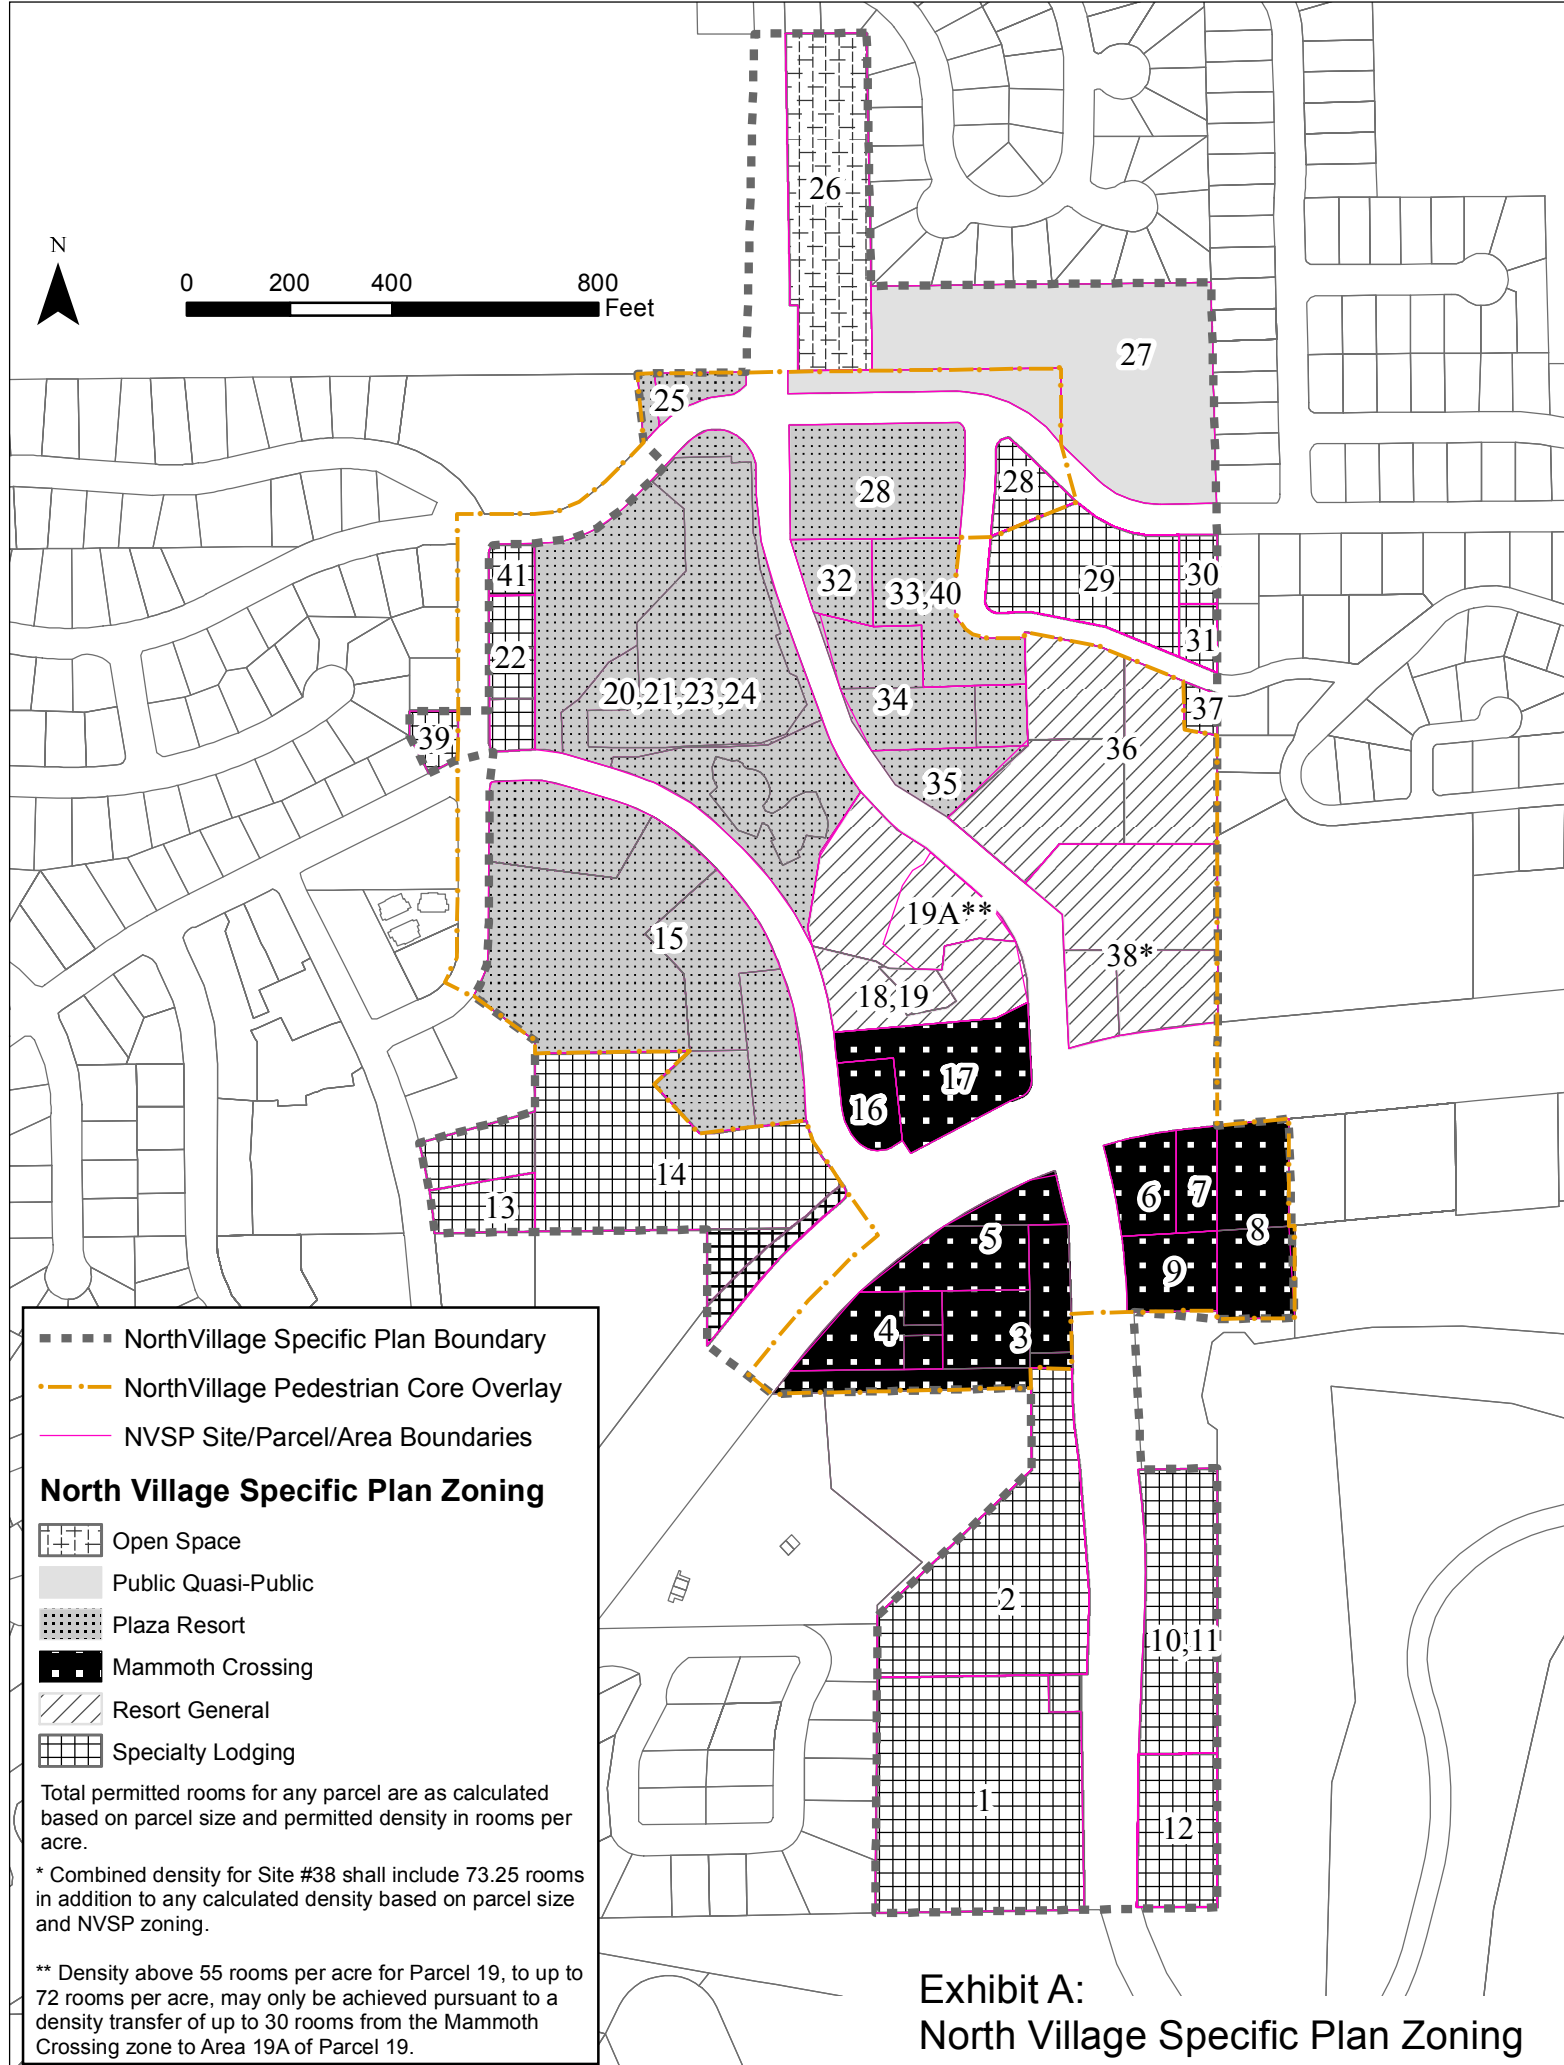 26
N
0 200 400 800
Feet
27
25
28
28
41
32
33,40
29
30
22
31
20,21,23,24
34
37
39
36
35
19A**
15
38*
18,19
17
16
14
13
6
7
5
8
9
4
3
2
10,11
1
12
NorthVillage Specific Plan Boundary
NorthVillage Pedestrian Core Overlay
NVSP Site/Parcel/Area Boundaries
North Village Specific Plan Zoning
Open Space
Public Quasi-Public
Plaza Resort
Mammoth Crossing
Resort General
Specialty Lodging
Total permitted rooms for any parcel are as calculated
based on parcel size and permitted density in rooms per
acre.
* Combined density for Site #38 shall include 73.25 rooms
in addition to any calculated density based on parcel size
and NVSP zoning.
** Density above 55 rooms per acre for Parcel 19, to up to
72 rooms per acre, may only be achieved pursuant to a
density transfer of up to 30 rooms from the Mammoth
Crossing zone to Area 19A of Parcel 19.
Exhibit A:
North Village Specific Plan Zoning